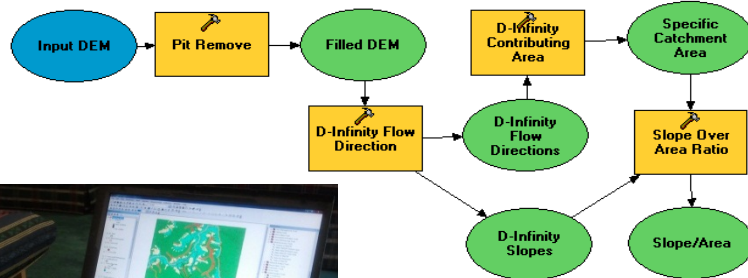 Input DEM
Pit Remove
Filled DEM
D-Infinity
Contributing
Area
Specific
Catchment
Area
D-Infinity Flow
Direction
D-Infinity
Flow
Directions
Slope Over
Area Ratio
D-Infinity
Slopes
Slope/Area